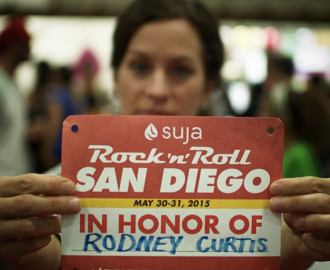 suja
Rock'n'Roll
SAN DIEGO
MAY 30-31, 2015
IN HONOR OF
RODNEY CURTIS